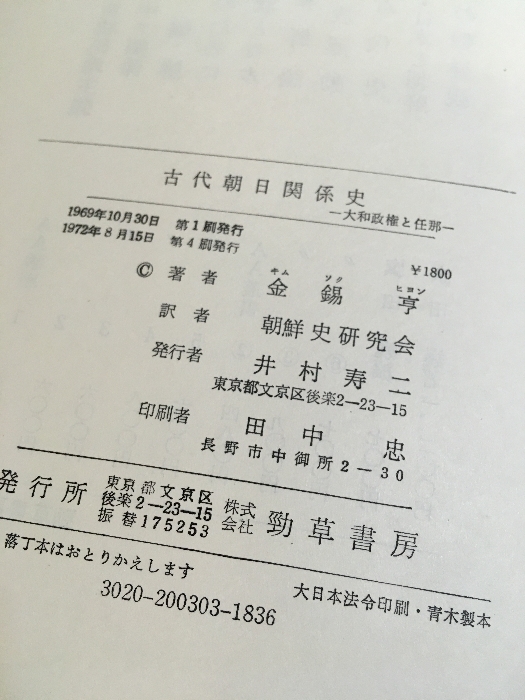 古代朝日関係史
―大和政権と任那―
1969年10月30日 第1刷発行
1972年8月15日 第4刷発行
¥1800
キム ソク ヒョン
©著者 金錫亨
訳者 朝鮮史研究会
発行者 井村寿二
東京都文京区後楽2―23―15
印刷者 田中忠
長野市中御所2―30
発行所 東京都文京区
後楽2―23―15
振替175253
株式
会社
勁草書房
落丁本はおとりかえします
大日本法令印刷・青木製本
3020-200303-1836